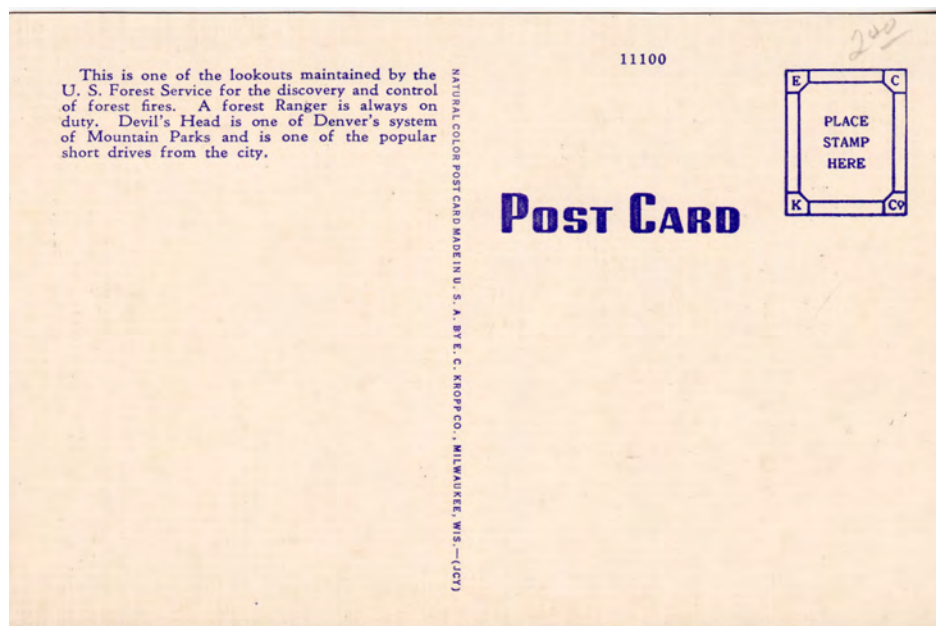 This is one of the lookouts maintained by the
U. S. Forest Service for the discovery and control
of forest fires. A forest Ranger is always on
duty. Devil's Head is one of Denver's system
of Mountain Parks and is one of the popular
short drives from the city.
NATURAL COLOR POST CARD MADE IN U. S. A. BY E. C. KROPP CO., MILWAUKEE, WIS.—(JCY)
11100
200
E C
PLACE
STAMP
HERE
K Co
POST CARD